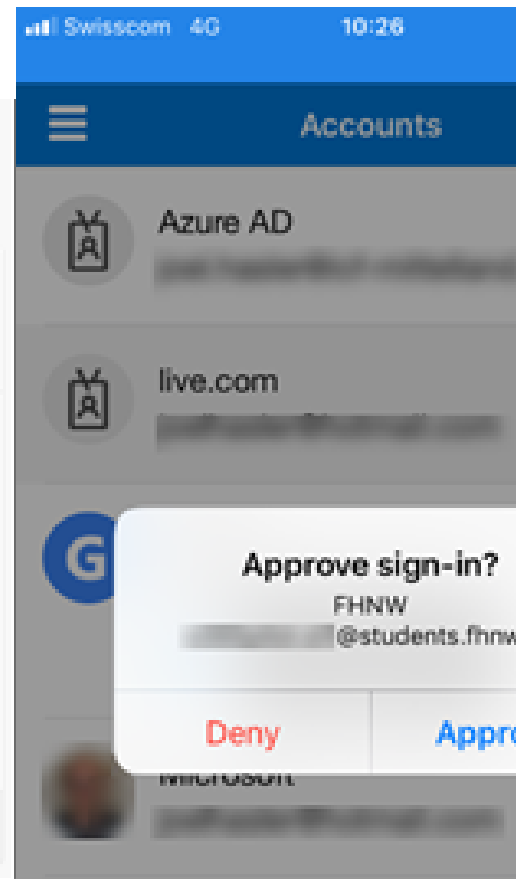 Swisscom 4G 10:26
Accounts
Azure AD
live.com
G
Approve sign-in?
FHNW
@students.fhnw
Deny Appro
Microsoft